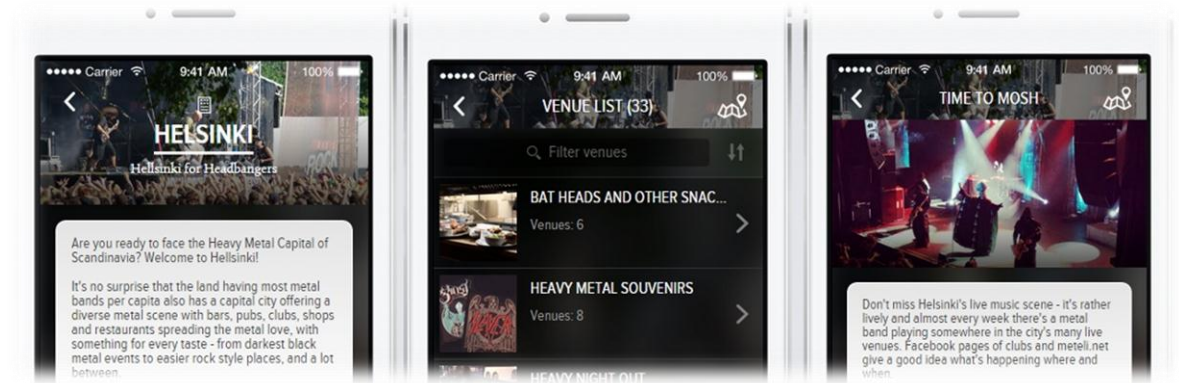 Carrier 9:41 AM 100%
HELSINKI
Hellsinki for Headbangers
Are you ready to face the Heavy Metal Capital of
Scandinavia? Welcome to Hellsinki!
It's no surprise that the land having most metal
bands per capita also has a capital city offering a
diverse metal scene with bars, pubs, clubs, shops
and restaurants spreading the metal love, with
something for every taste - from darkest black
metal events to easier rock style places, and a lot
between.
Carrier 9:41 AM 100%
VENUE LIST (33)
Filter venues
BAT HEADS AND OTHER SNAC...
Venues: 6
HEAVY METAL SOUVENIRS
Venues: 8
HEAVY NIGHT OUT
Carrier 9:41 AM 100%
TIME TO MOSH
Don't miss Helsinki's live music scene - it's rather
lively and almost every week there's a metal
band playing somewhere in the city's many live
venues. Facebook pages of clubs and meteli.net
give a good idea what's happening where and
when.